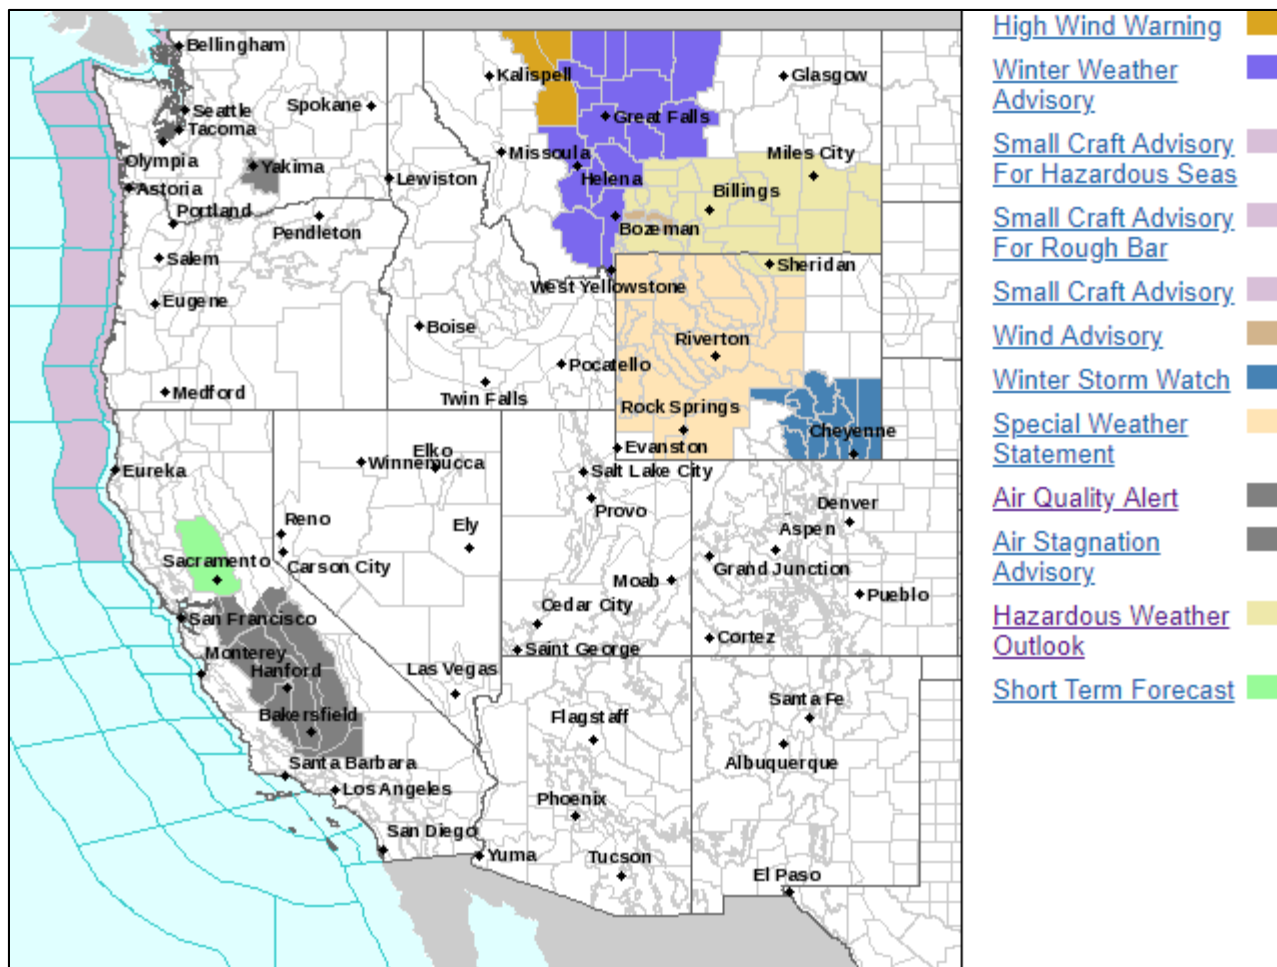 Bellingham
Kalispell
Glasgow
Spokane
Seattle
Great Falls
Tacoma
Olympia
Missoula
Miles City
Yakima
Lewiston
Helena
Astoria
Billings
Portland
Pendleton
Bozeman
Salem
Sheridan
West Yellowstone
Eugene
Boise
Riverton
Pocatello
Medford
Twin Falls
Rock Springs
Cheyenne
Elko
Evanston
Eureka
Winnemucca
Salt Lake City
Provo
Denver
Reno
Ely
Aspen
Sacramento
Carson City
Grand Junction
Moab
Pueblo
Cedar City
San Francisco
Cortez
Monterey
Saint George
Hanford
Las Vegas
Santa Fe
Bakersfield
Flagstaff
Santa Barbara
Albuquerque
Los Angeles
Phoenix
San Diego
Yuma
Tucson
El Paso
High Wind Warning
Winter Weather
Advisory
Small Craft Advisory
For Hazardous Seas
Small Craft Advisory
For Rough Bar
Small Craft Advisory
Wind Advisory
Winter Storm Watch
Special Weather
Statement
Air Quality Alert
Air Stagnation
Advisory
Hazardous Weather
Outlook
Short Term Forecast